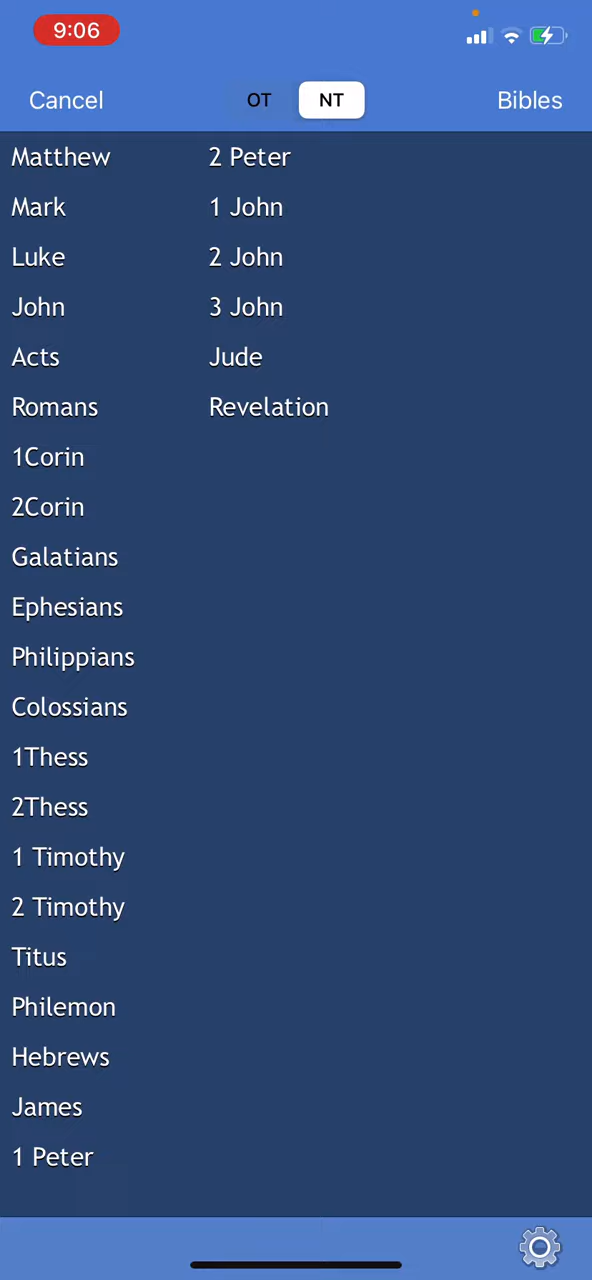 9:06
Cancel OT NT Bibles
Matthew
Mark
Luke
John
Acts
Romans
1Corin
2Corin
Galatians
Ephesians
Philippians
Colossians
1Thess
2Thess
1 Timothy
2 Timothy
Titus
Philemon
Hebrews
James
1 Peter
2 Peter
1 John
2 John
3 John
Jude
Revelation